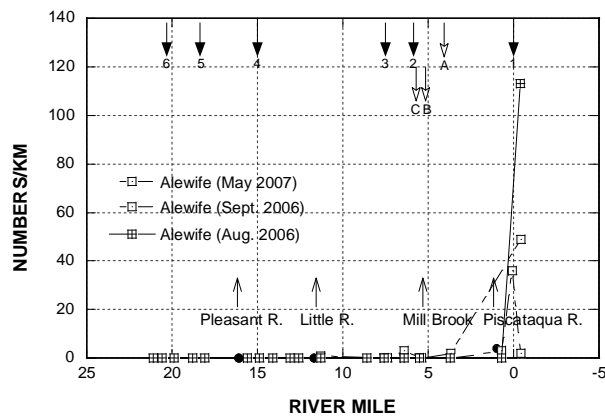 140
120
100
80
60
40
20
0
NUMBERS/KM
6 5 4 3 2 A 1
C B
Alewife (May 2007)
Alewife (Sept. 2006)
Alewife (Aug. 2006)
Pleasant R. Little R. Mill Brook Piscataqua R.
25 20 15 10 5 0 -5
RIVER MILE